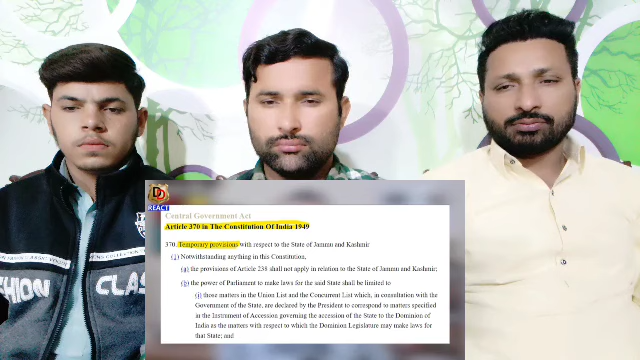 DD
REACT
Central Government Act
Article 370 in The Constitution Of India 1949
370. Temporary provisions with respect to the State of Jammu and Kashmir
(1) Notwithstanding anything in this Constitution,
(a) the provisions of Article 238 shall not apply in relation to the State of Jammu and Kashmir;
(b) the power of Parliament to make laws for the said State shall be limited to
(i) those matters in the Union List and the Concurrent List which, in consultation with the
Government of the State, are declared by the President to correspond to matters specified
in the Instrument of Accession governing the accession of the State to the Dominion of
India as the matters with respect to which the Dominion Legislature may make laws for
that State; and
FASHION
CLAS